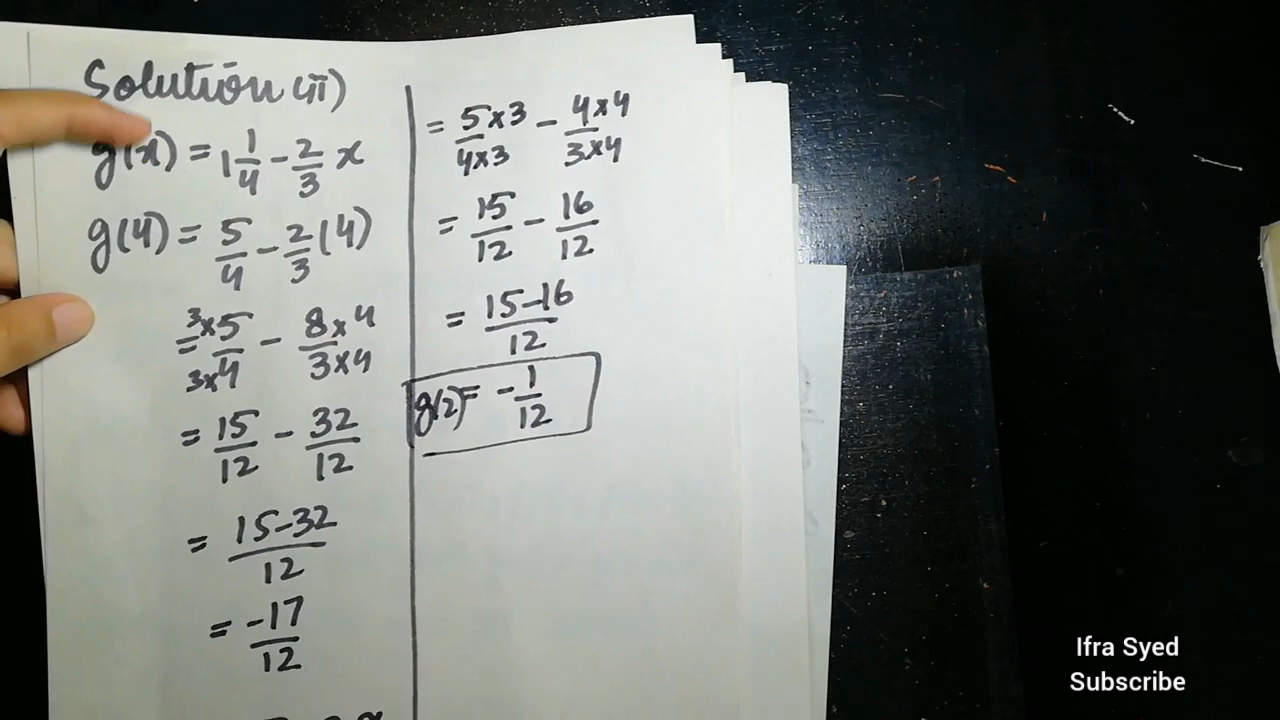 Solution (ii)
g(x) = 1 1/4 - 2/3 x
g(4) = 5/4 - 2/3 (4)
= 3x5/3x4 - 8x4/3x4
= 15/12 - 32/12
= 15-32/12
= -17/12
= 5x3/4x3 - 4x4/3x4
= 15/12 - 16/12
= 15-16/12
g(2) = - 1/12
Ifra Syed
Subscribe